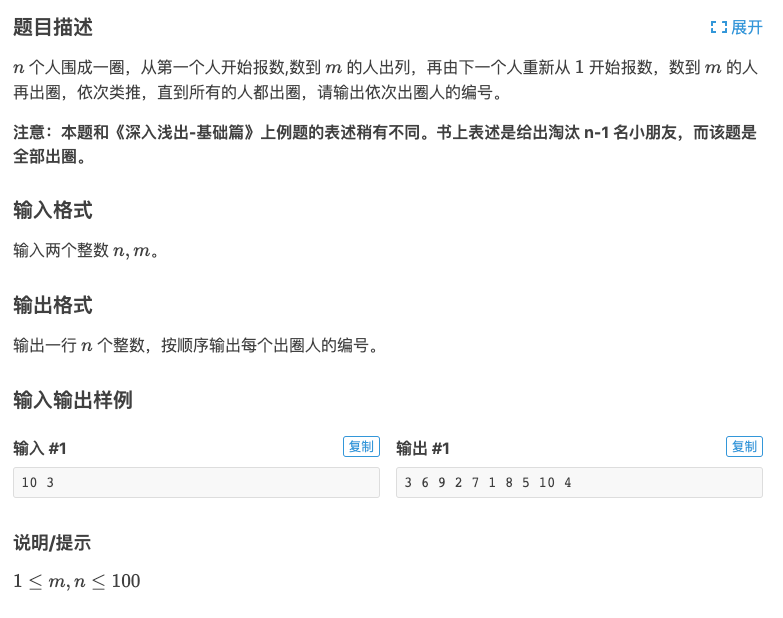 题目描述
展开
n 个人围成一圈，从第一个人开始报数,数到 m 的人出列，再由下一个人重新从 1 开始报数，数到 m 的人
再出圈，依次类推，直到所有的人都出圈，请输出依次出圈人的编号。
注意：本题和《深入浅出-基础篇》上例题的表述稍有不同。书上表述是给出淘汰 n-1 名小朋友，而该题是
全部出圈。
输入格式
输入两个整数 n, m。
输出格式
输出一行 n 个整数，按顺序输出每个出圈人的编号。
输入输出样例
输入 #1
复制
输出 #1
复制
10 3
3 6 9 2 7 1 8 5 10 4
说明/提示
1 ≤ m, n ≤ 100